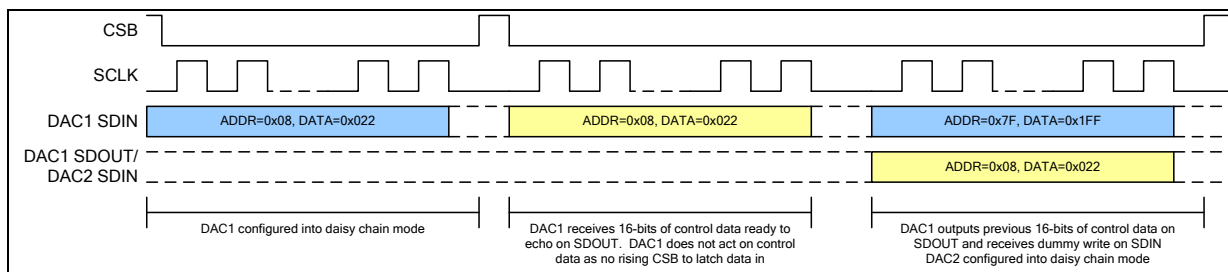 CSB
SCLK
DAC1 SDIN
ADDR=0x08, DATA=0x022
ADDR=0x08, DATA=0x022
ADDR=0x7F, DATA=0x1FF
DAC1 SDOUT/
DAC2 SDIN
ADDR=0x08, DATA=0x022
DAC1 configured into daisy chain mode
DAC1 receives 16-bits of control data ready to
echo on SDOUT.  DAC1 does not act on control
data as no rising CSB to latch data in
DAC1 outputs previous 16-bits of control data on
SDOUT and receives dummy write on SDIN
DAC2 configured into daisy chain mode